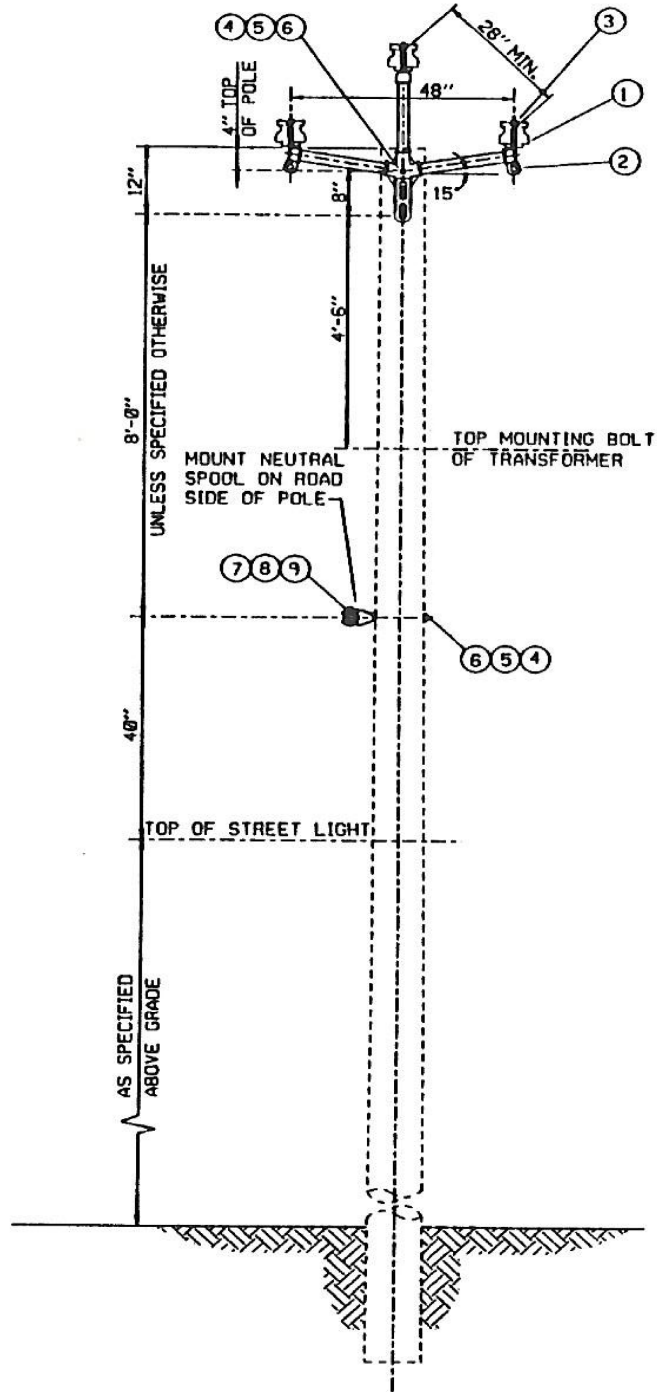 4 5 6
3
28" MIN.
1
48"
4" TOP
OF POLE
2
12"
8"
15°
4'-6"
8'-0"
UNLESS SPECIFIED OTHERWISE
TOP MOUNTING BOLT
OF TRANSFORMER
MOUNT NEUTRAL
SPOOL ON ROAD
SIDE OF POLE
7 8 9
6 5 4
40"
TOP OF STREET LIGHT
AS SPECIFIED
ABOVE GRADE